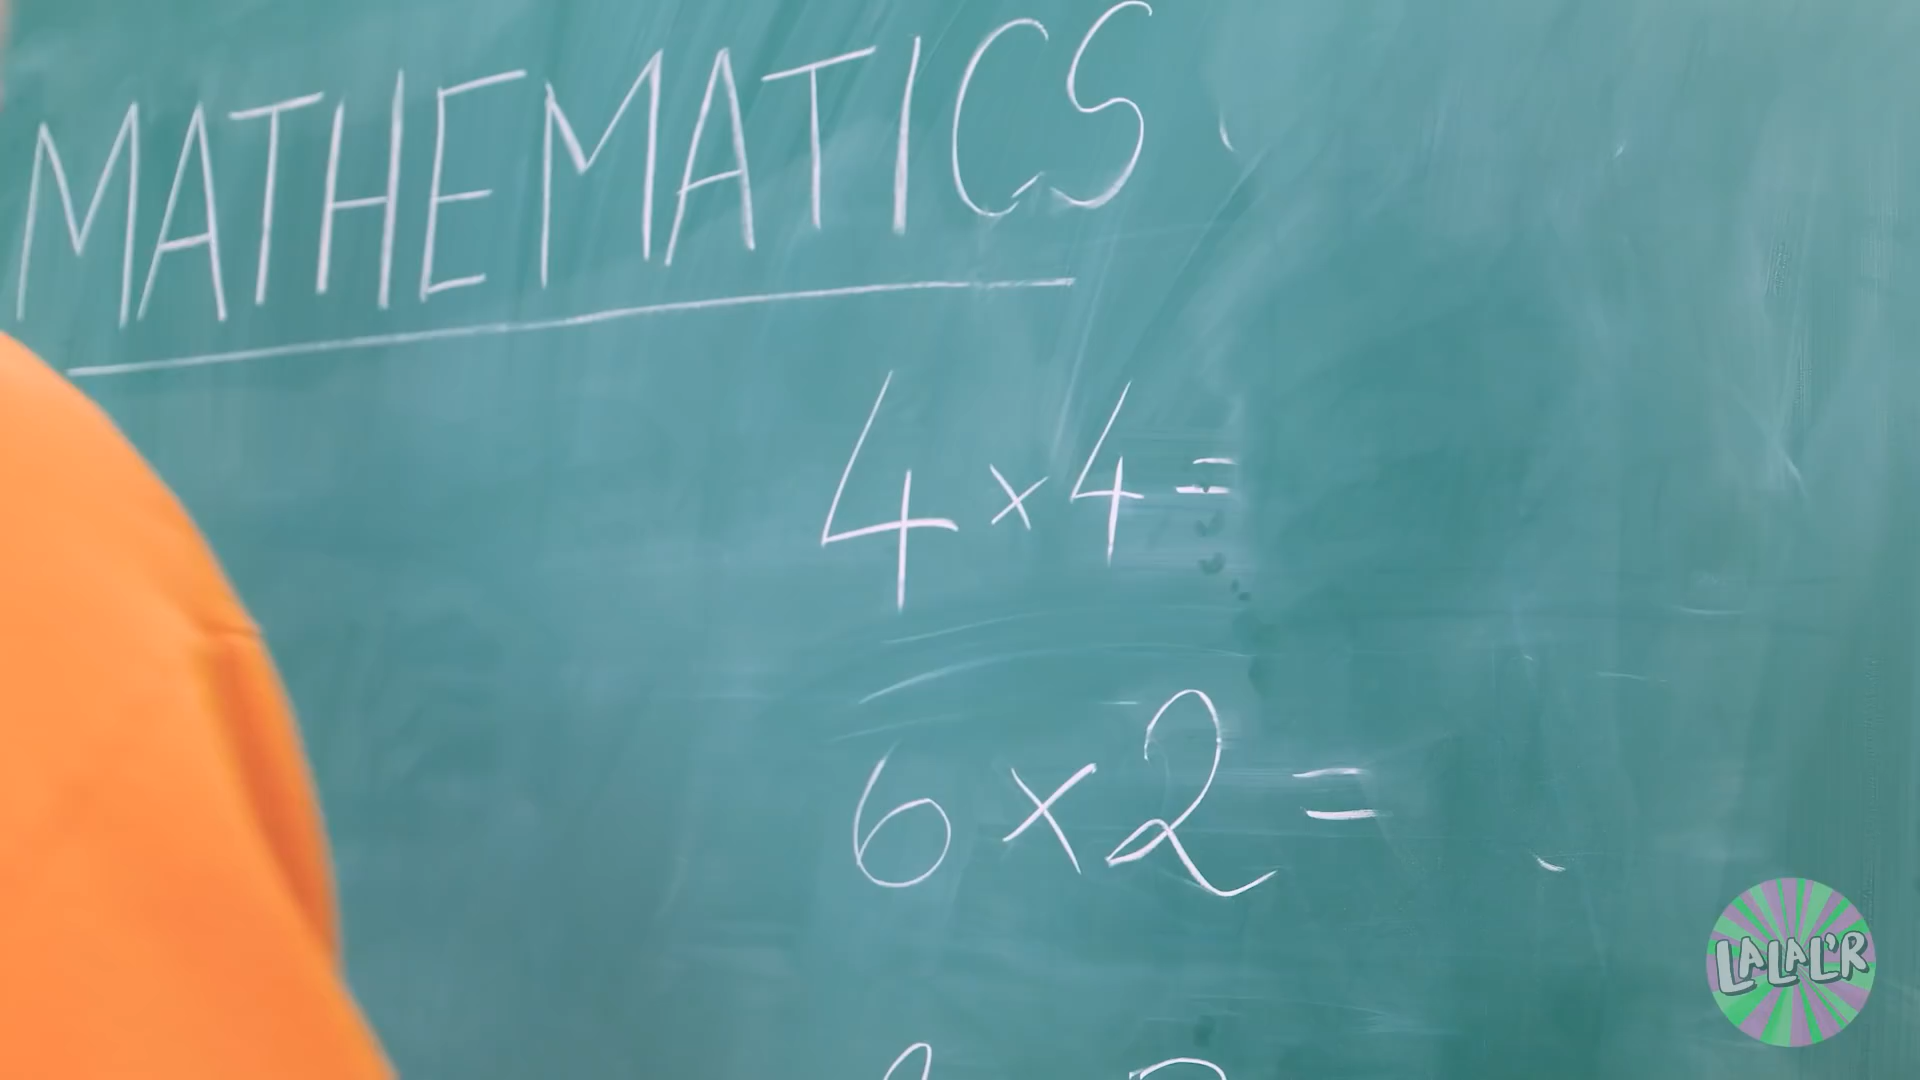 MATHEMATICS
4 × 4 =
6 × 2 =
LALAL'R